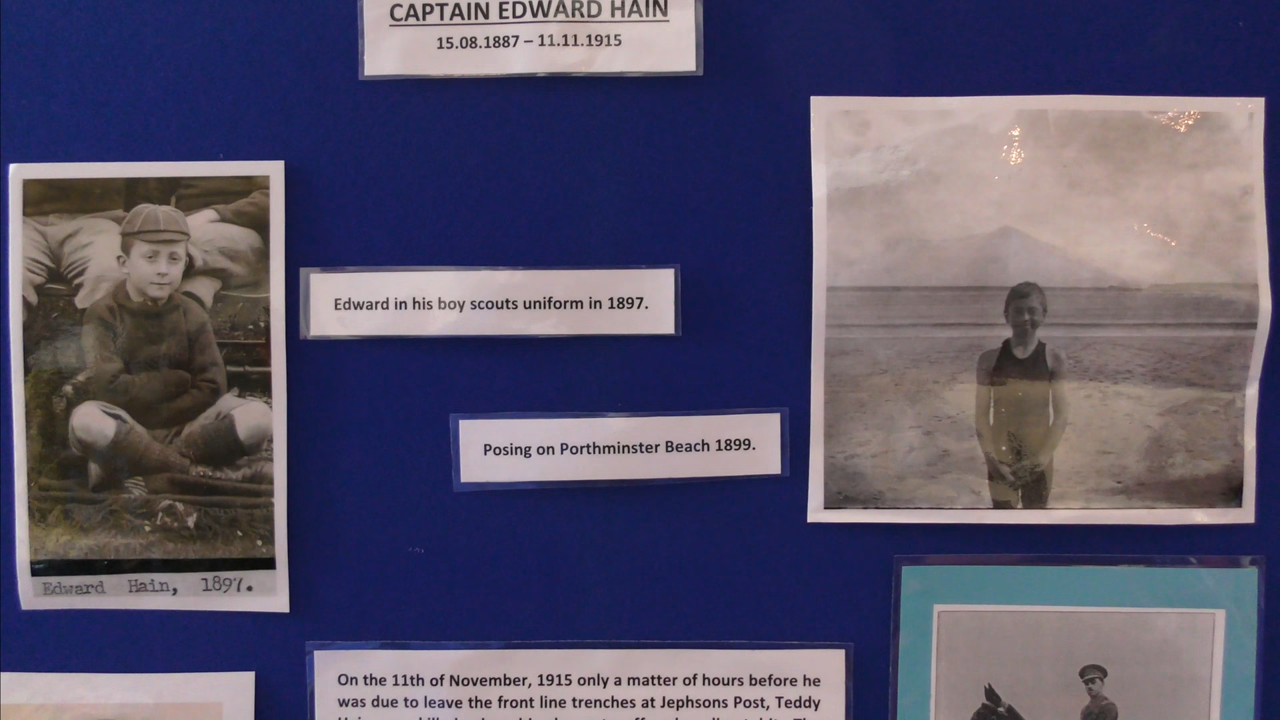 CAPTAIN EDWARD HAIN
15.08.1887 – 11.11.1915
Edward in his boy scouts uniform in 1897.
Posing on Porthminster Beach 1899.
Edward Hain, 1897.
On the 11th of November, 1915 only a matter of hours before he
was due to leave the front line trenches at Jephsons Post, Teddy